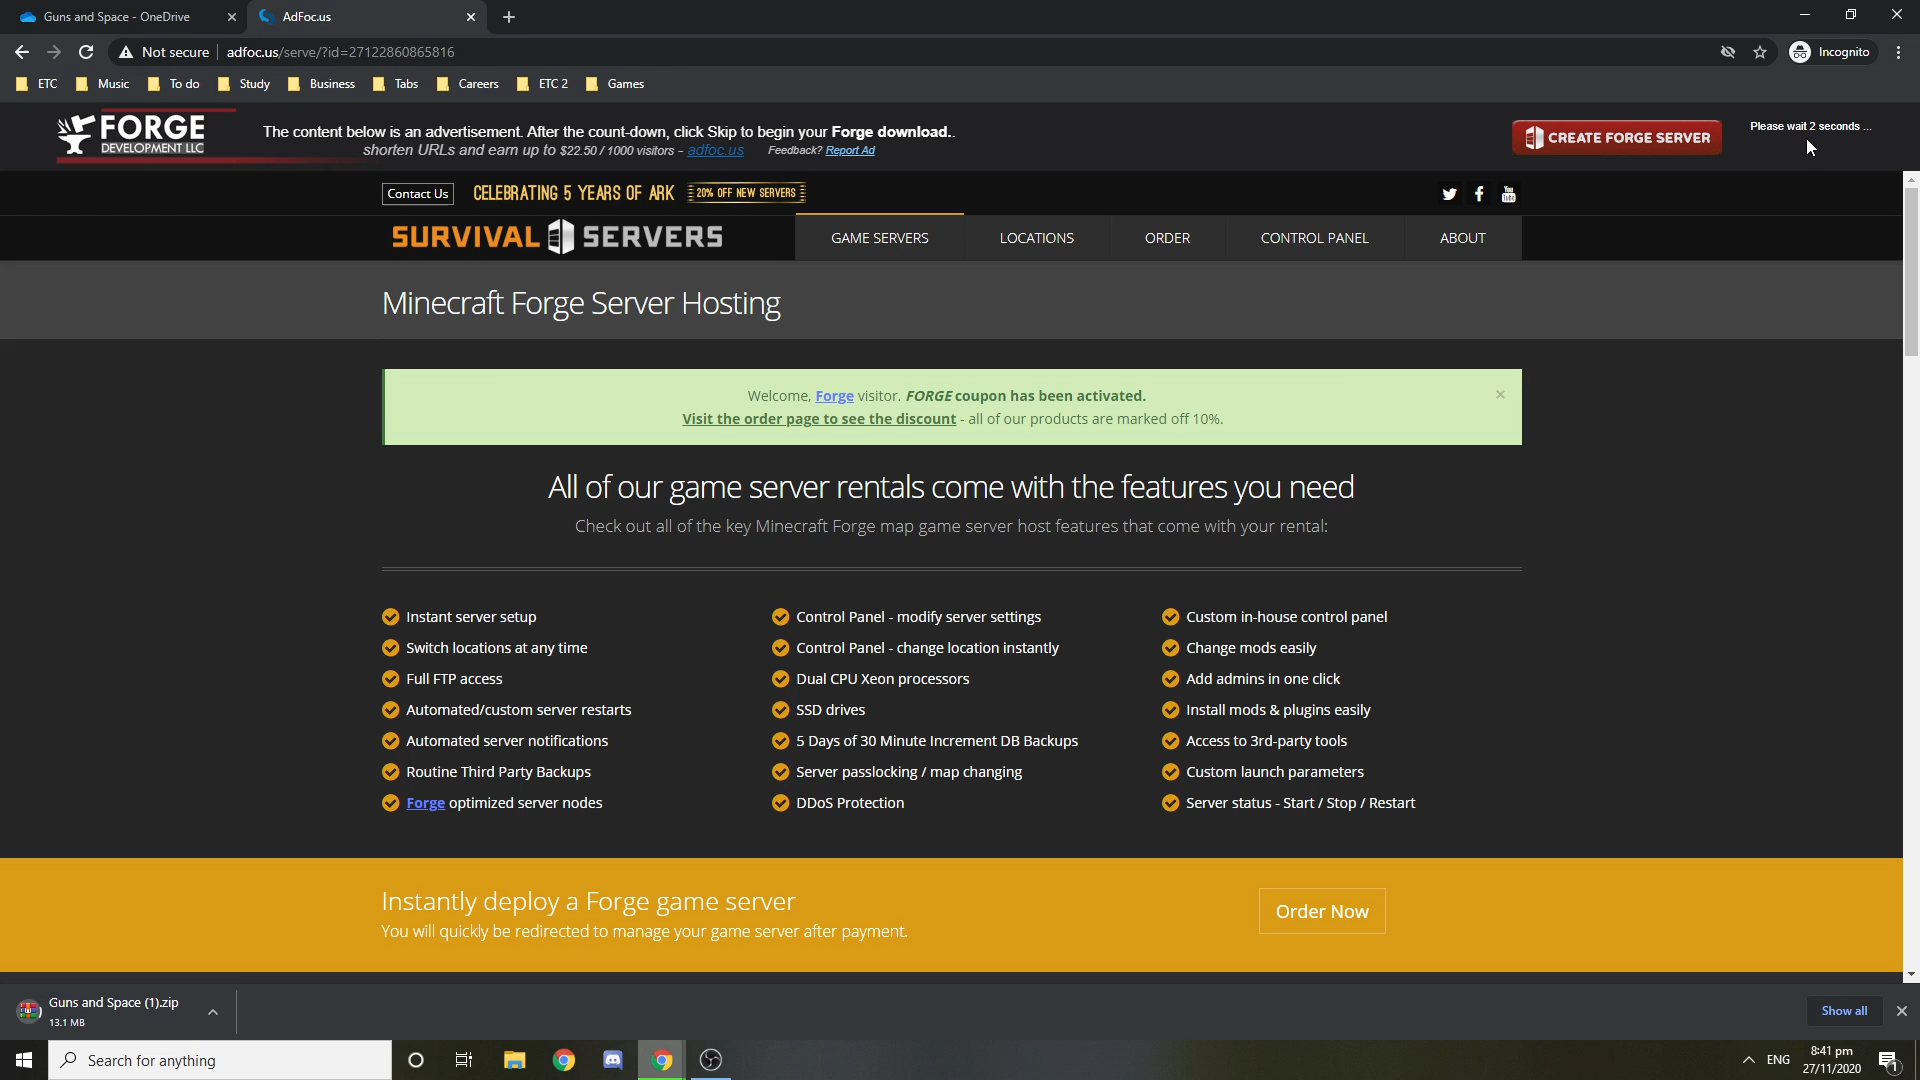 Guns and Space - OneDrive
AdFoc.us
Not secure
adfoc.us/serve/?id=27122860865816
Incognito
ETC
Music
To do
Study
Business
Tabs
Careers
ETC 2
Games
FORGE
DEVELOPMENT LLC
The content below is an advertisement. After the count-down, click Skip to begin your Forge download..
shorten URLs and earn up to $22.50 / 1000 visitors - adfoc.us Feedback? Report Ad
CREATE FORGE SERVER
Please wait 2 seconds ...
Contact Us
CELEBRATING 5 YEARS OF ARK
20% OFF NEW SERVERS
You Tube
SURVIVAL SERVERS
GAME SERVERS
LOCATIONS
ORDER
CONTROL PANEL
ABOUT
Minecraft Forge Server Hosting
Welcome, Forge visitor. FORGE coupon has been activated.
Visit the order page to see the discount - all of our products are marked off 10%.
All of our game server rentals come with the features you need
Check out all of the key Minecraft Forge map game server host features that come with your rental:
Instant server setup
Switch locations at any time
Full FTP access
Automated/custom server restarts
Automated server notifications
Routine Third Party Backups
Forge optimized server nodes
Control Panel - modify server settings
Control Panel - change location instantly
Dual CPU Xeon processors
SSD drives
5 Days of 30 Minute Increment DB Backups
Server passlocking / map changing
DDoS Protection
Custom in-house control panel
Change mods easily
Add admins in one click
Install mods & plugins easily
Access to 3rd-party tools
Custom launch parameters
Server status - Start / Stop / Restart
Instantly deploy a Forge game server
You will quickly be redirected to manage your game server after payment.
Order Now
Guns and Space (1).zip
13.1 MB
Show all
Search for anything
ENG
8:41 pm
27/11/2020
1